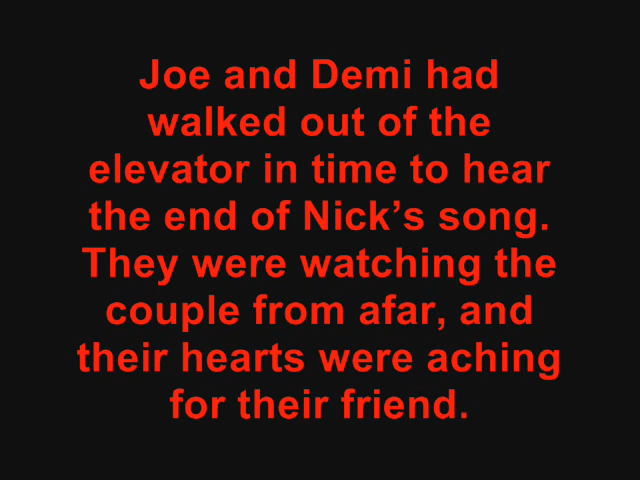 Joe and Demi had
walked out of the
elevator in time to hear
the end of Nick’s song.
They were watching the
couple from afar, and
their hearts were aching
for their friend.